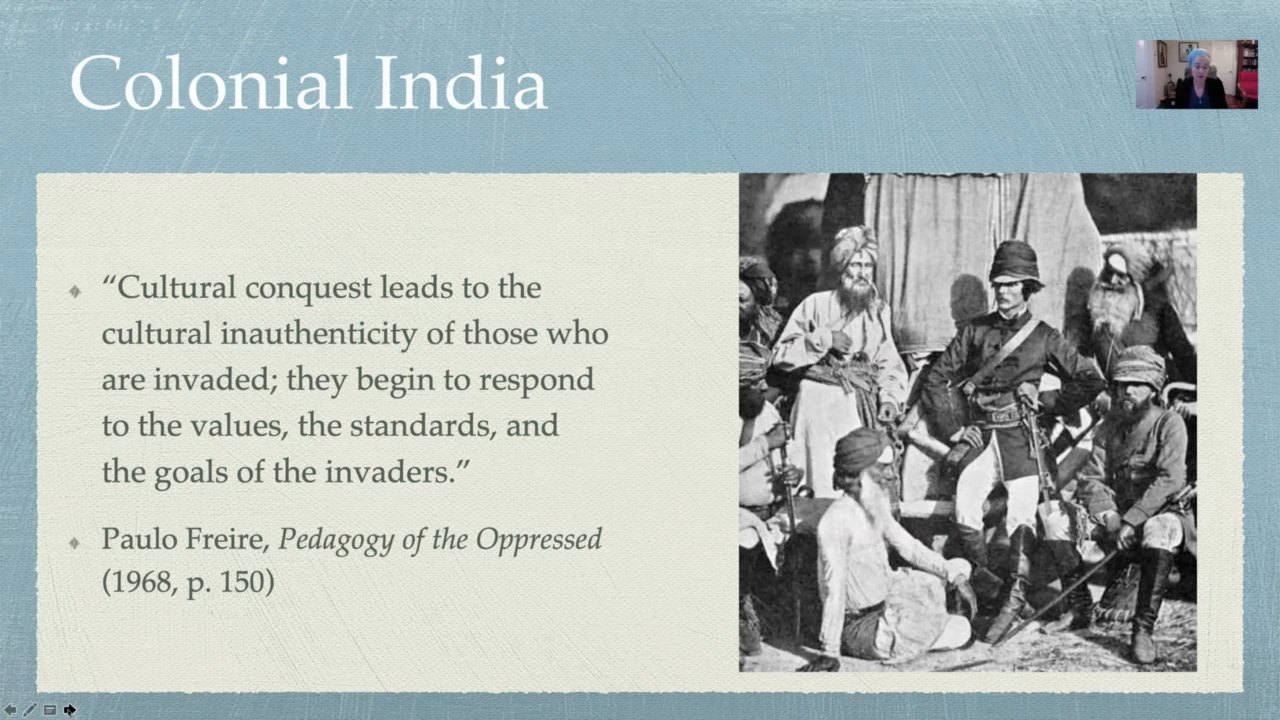 Colonial India
“Cultural conquest leads to the
cultural inauthenticity of those who
are invaded; they begin to respond
to the values, the standards, and
the goals of the invaders.”
Paulo Freire, Pedagogy of the Oppressed
(1968, p. 150)